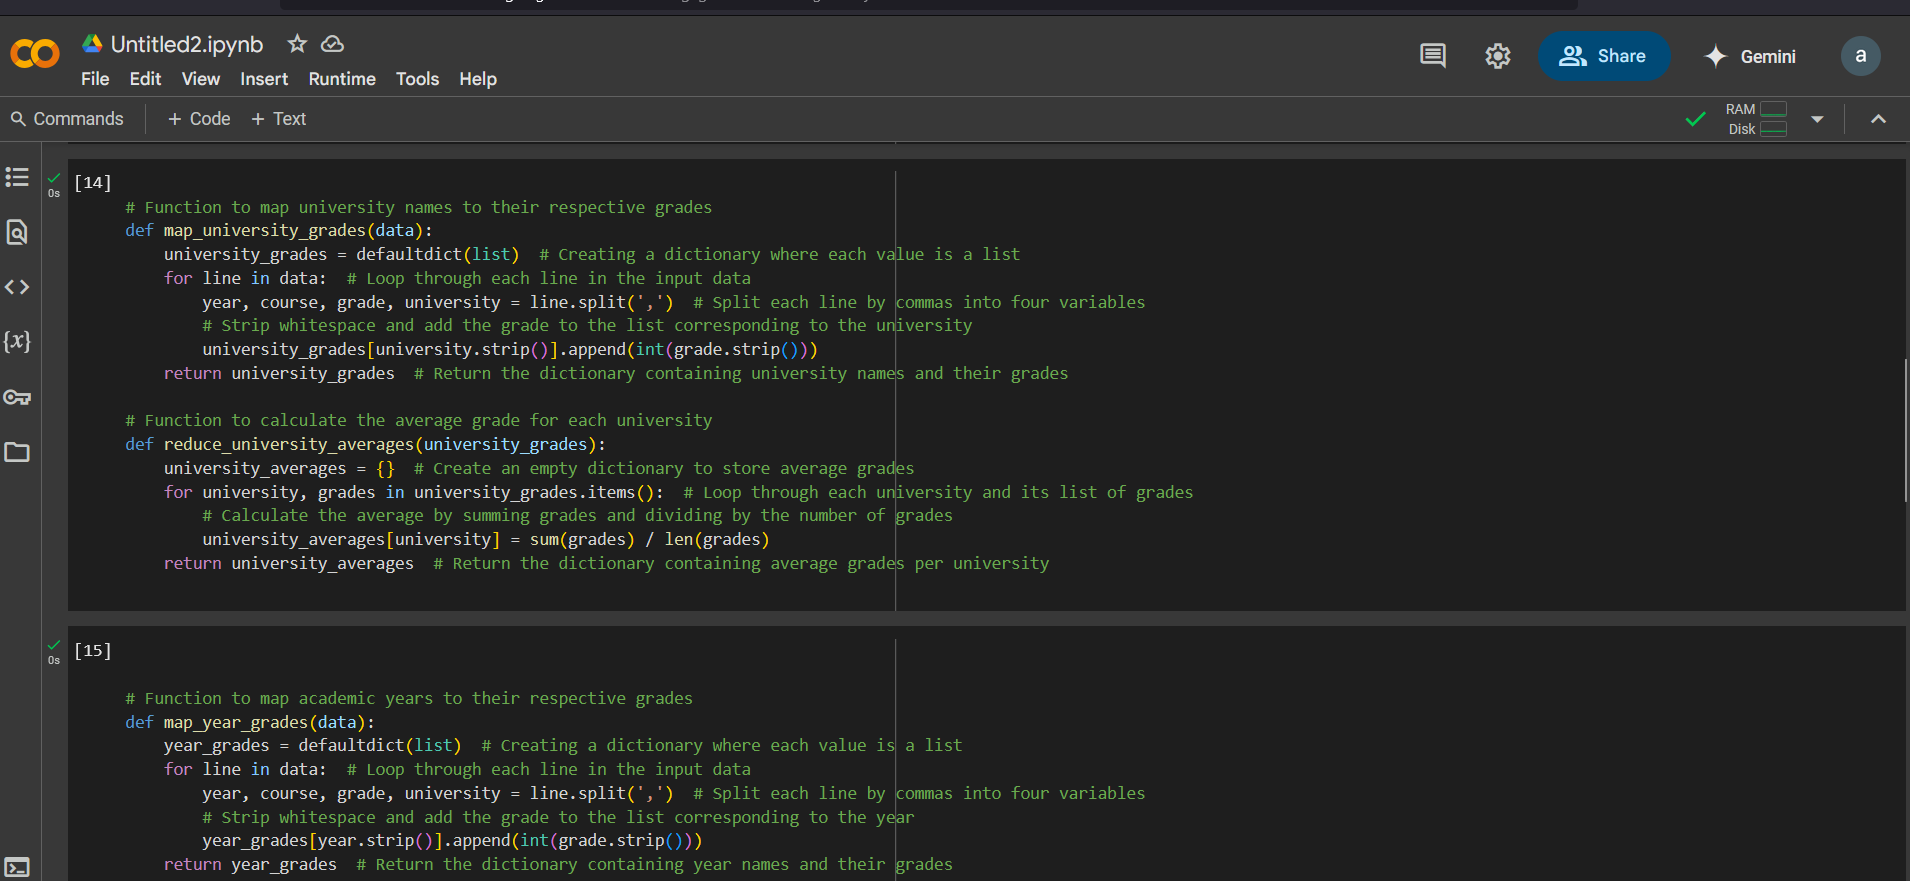 Untitled2.ipynb
File Edit View Insert Runtime Tools Help
Share
Gemini
a
Commands + Code + Text
RAM
Disk
0s
[14]
# Function to map university names to their respective grades
def map_university_grades(data):
    university_grades = defaultdict(list)  # Creating a dictionary where each value is a list
    for line in data:  # Loop through each line in the input data
        year, course, grade, university = line.split(',')  # Split each line by commas into four variables
        # Strip whitespace and add the grade to the list corresponding to the university
        university_grades[university.strip()].append(int(grade.strip()))
    return university_grades  # Return the dictionary containing university names and their grades
# Function to calculate the average grade for each university
def reduce_university_averages(university_grades):
    university_averages = {}  # Create an empty dictionary to store average grades
    for university, grades in university_grades.items():  # Loop through each university and its list of grades
        # Calculate the average by summing grades and dividing by the number of grades
        university_averages[university] = sum(grades) / len(grades)
    return university_averages  # Return the dictionary containing average grades per university
0s
[15]
# Function to map academic years to their respective grades
def map_year_grades(data):
    year_grades = defaultdict(list)  # Creating a dictionary where each value is a list
    for line in data:  # Loop through each line in the input data
        year, course, grade, university = line.split(',')  # Split each line by commas into four variables
        # Strip whitespace and add the grade to the list corresponding to the year
        year_grades[year.strip()].append(int(grade.strip()))
    return year_grades  # Return the dictionary containing year names and their grades